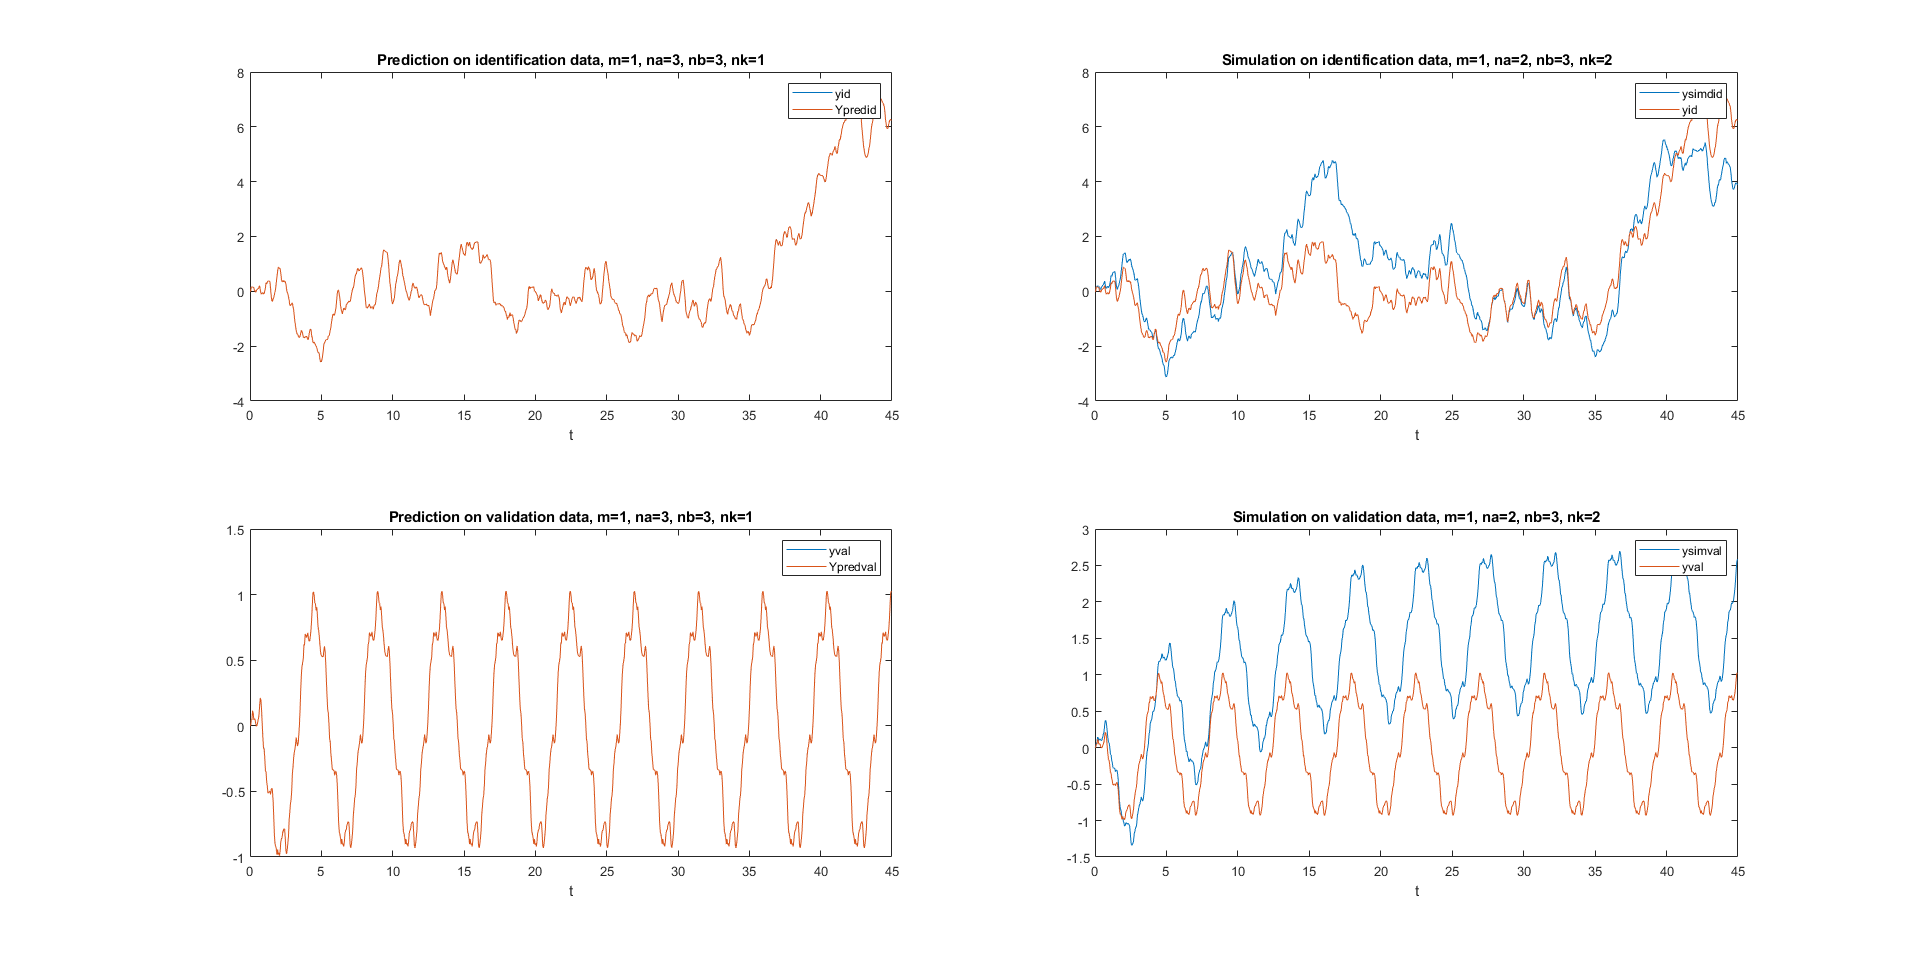 Prediction on identification data, m=1, na=3, nb=3, nk=1
8
6
4
2
0
-2
-4
yid
Ypredid
0 5 10 15 20 25 30 35 40 45
t
Simulation on identification data, m=1, na=2, nb=3, nk=2
8
6
4
2
0
-2
-4
ysimdid
yid
0 5 10 15 20 25 30 35 40 45
t
Prediction on validation data, m=1, na=3, nb=3, nk=1
1.5
1
0.5
0
-0.5
-1
yval
Ypredval
0 5 10 15 20 25 30 35 40 45
t
Simulation on validation data, m=1, na=2, nb=3, nk=2
3
2.5
2
1.5
1
0.5
0
-0.5
-1
-1.5
ysimval
yval
0 5 10 15 20 25 30 35 40 45
t